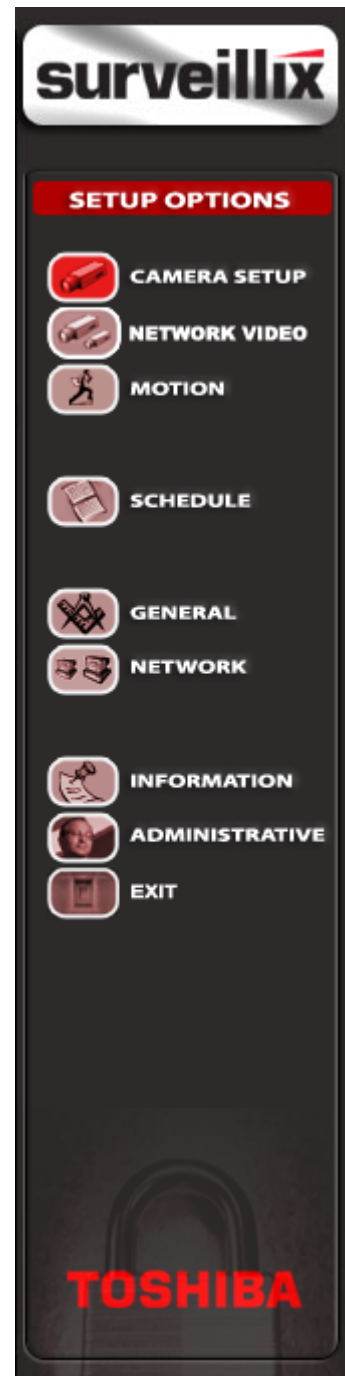 surveillix
SETUP OPTIONS
CAMERA SETUP
NETWORK VIDEO
MOTION
SCHEDULE
GENERAL
NETWORK
INFORMATION
ADMINISTRATIVE
EXIT
TOSHIBA